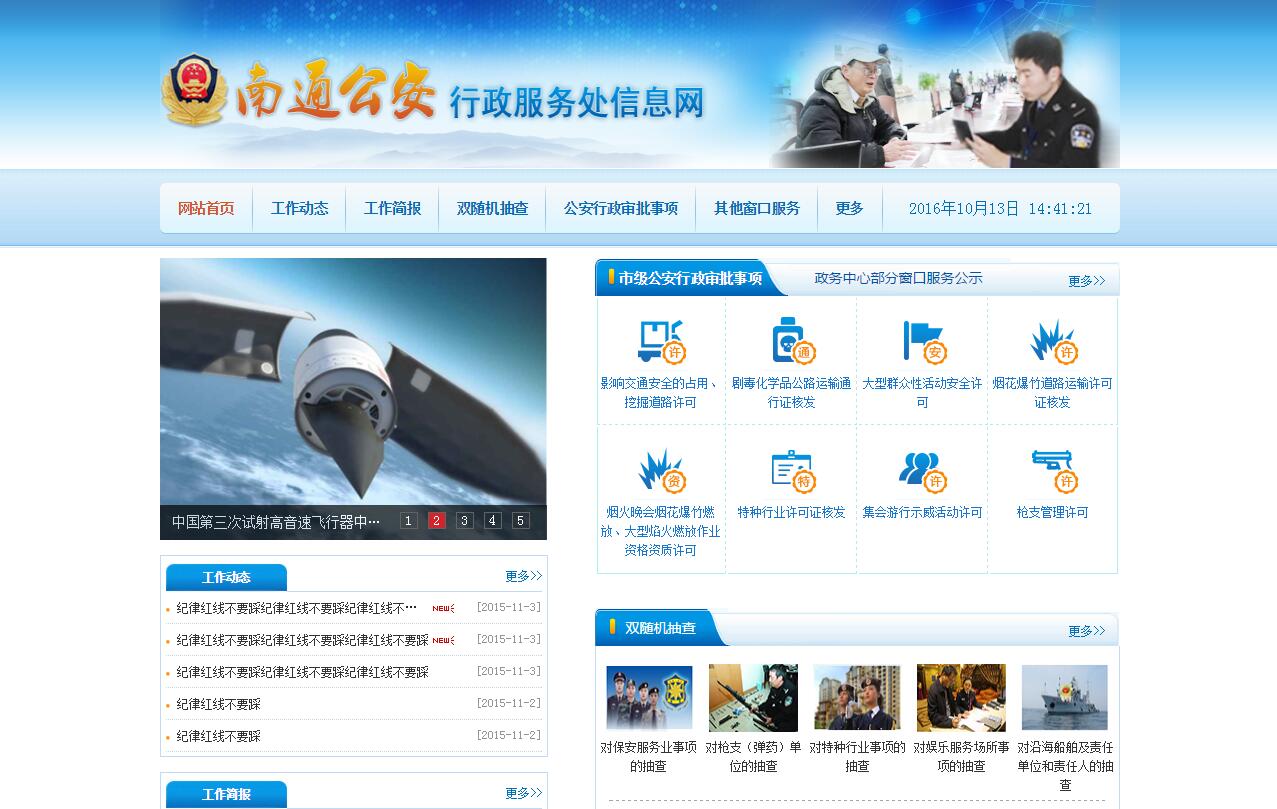 南通公安 行政服务处信息网
网站首页 工作动态 工作简报 双随机抽查 公安行政审批事项 其他窗口服务 更多 2016年10月13日 14:41:21
中国第三次试射高音速飞行器中··· 1 2 3 4 5
工作动态 更多>>
纪律红线不要踩纪律红线不要踩纪律红线不··· NEW [2015-11-3]
纪律红线不要踩纪律红线不要踩纪律红线不要踩 NEW [2015-11-3]
纪律红线不要踩纪律红线不要踩纪律红线不要踩 [2015-11-3]
纪律红线不要踩 [2015-11-2]
纪律红线不要踩 [2015-11-2]
工作简报 更多>>
市级公安行政审批事项 政务中心部分窗口服务公示 更多>>
许 通 安 许
影响交通安全的占用、 剧毒化学品公路运输通 大型群众性活动安全许 烟花爆竹道路运输许可
挖掘道路许可 行证核发 可 证核发
资 特 许 许
烟火晚会烟花爆竹燃 特种行业许可证核发 集会游行示威活动许可 枪支管理许可
放、大型焰火燃放作业
资格资质许可
双随机抽查 更多>>
对保安服务业事项 对枪支（弹药）单 对特种行业事项的 对娱乐服务场所事 对沿海船舶及责任
的抽查 位的抽查 抽查 项的抽查 单位和责任人的抽
查